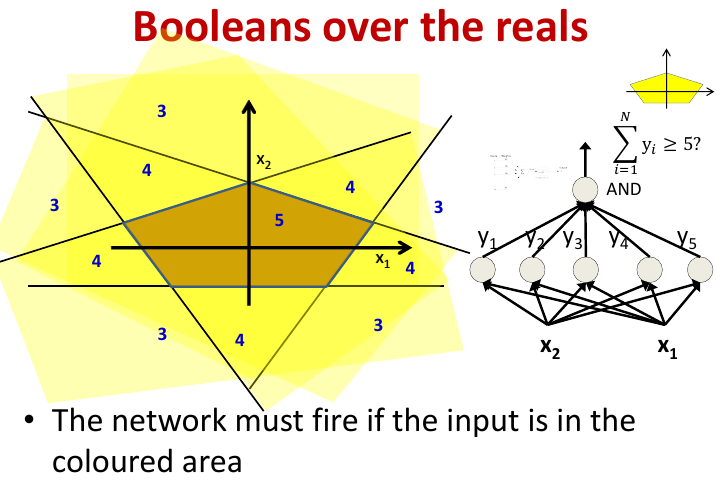 Booleans over the reals
3
4
x2
4
3
5
3
4
x1
4
3
4
3
N
∑ yi ≥ 5?
i=1
AND
y1 y2 y3 y4 y5
x2 x1
• The network must fire if the input is in the
coloured area